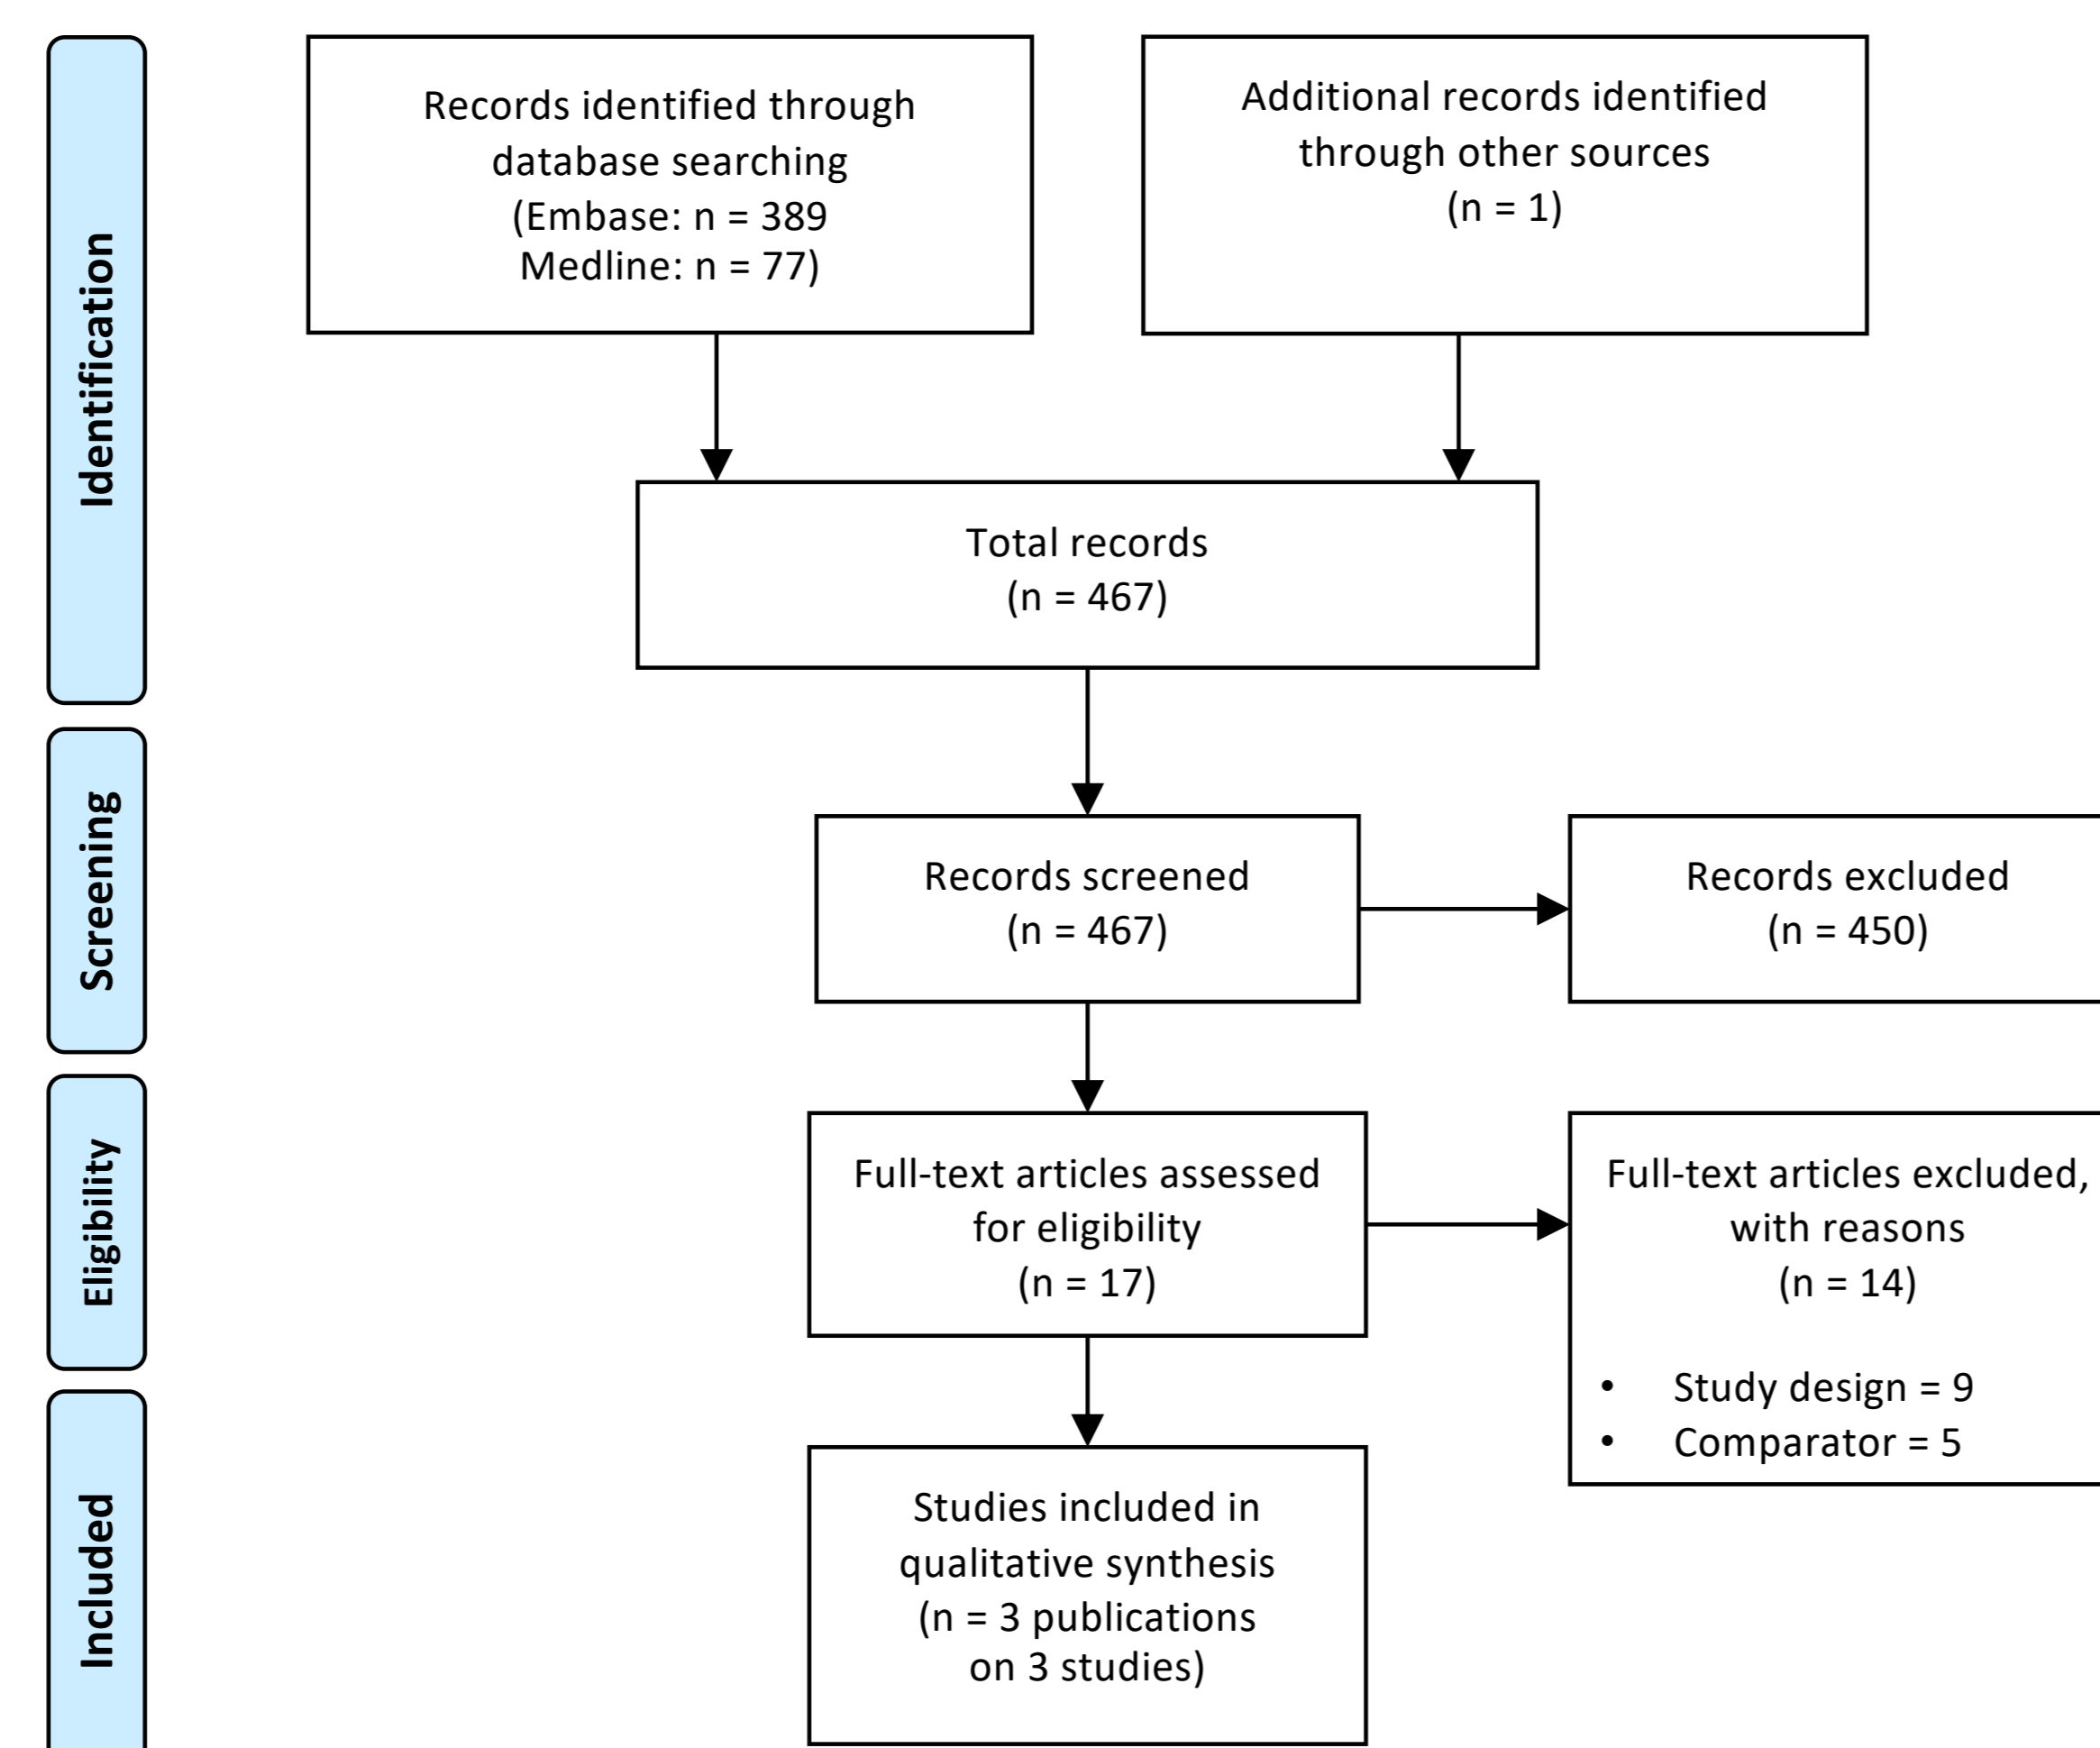 Identification
Records identified through
database searching
(Embase: n = 389
Medline: n = 77)
Additional records identified
through other sources
(n = 1)
Total records
(n = 467)
Screening
Records screened
(n = 467)
Records excluded
(n = 450)
Eligibility
Full-text articles assessed
for eligibility
(n = 17)
Full-text articles excluded,
with reasons
(n = 14)
• Study design = 9
• Comparator = 5
Included
Studies included in
qualitative synthesis
(n = 3 publications
on 3 studies)